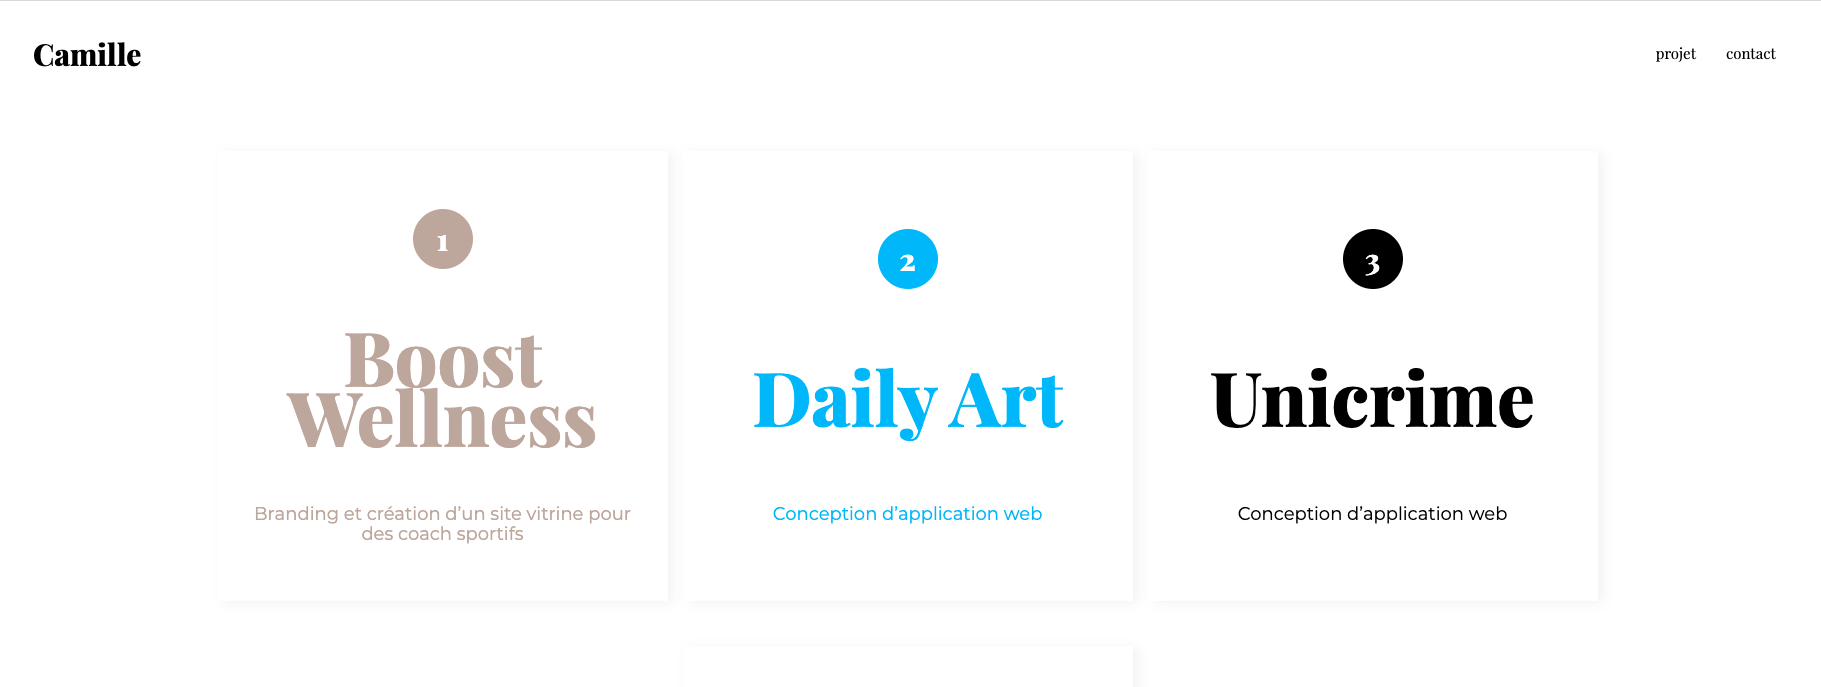 Camille
projet
contact
1
Boost
Wellness
Branding et création d’un site vitrine pour
des coach sportifs
2
Daily Art
Conception d’application web
3
Unicrime
Conception d’application web